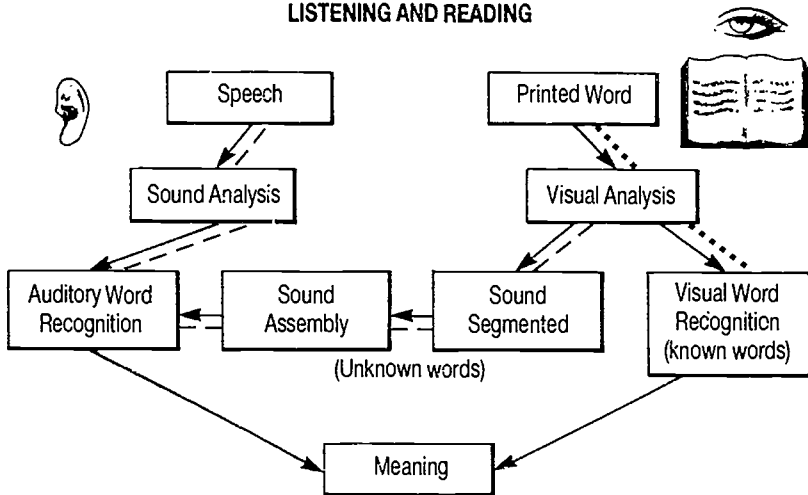 LISTENING AND READING
Speech
Printed Word
Sound Analysis
Visual Analysis
Auditory Word
Recognition
Sound
Assembly
Sound
Segmented
Visual Word
Recognition
(known words)
(Unknown words)
Meaning